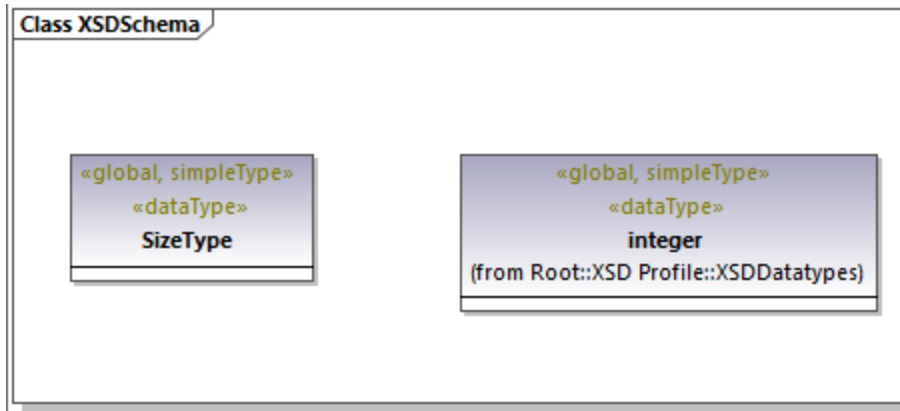 Class XSDSchema
«global, simpleType»
«dataType»
SizeType
«global, simpleType»
«dataType»
integer
(from Root::XSD Profile::XSDDatatypes)